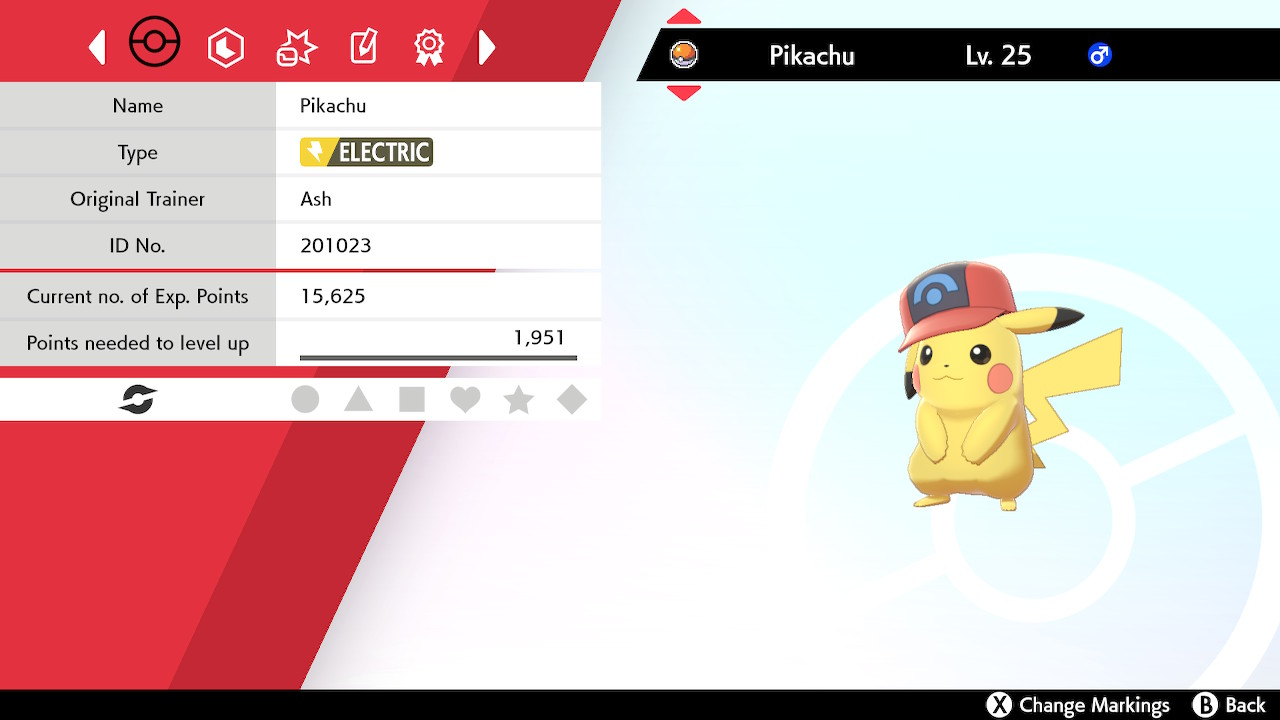 Pikachu Lv. 25
Name Pikachu
Type ELECTRIC
Original Trainer Ash
ID No. 201023
Current no. of Exp. Points 15,625
Points needed to level up 1,951
X Change Markings B Back